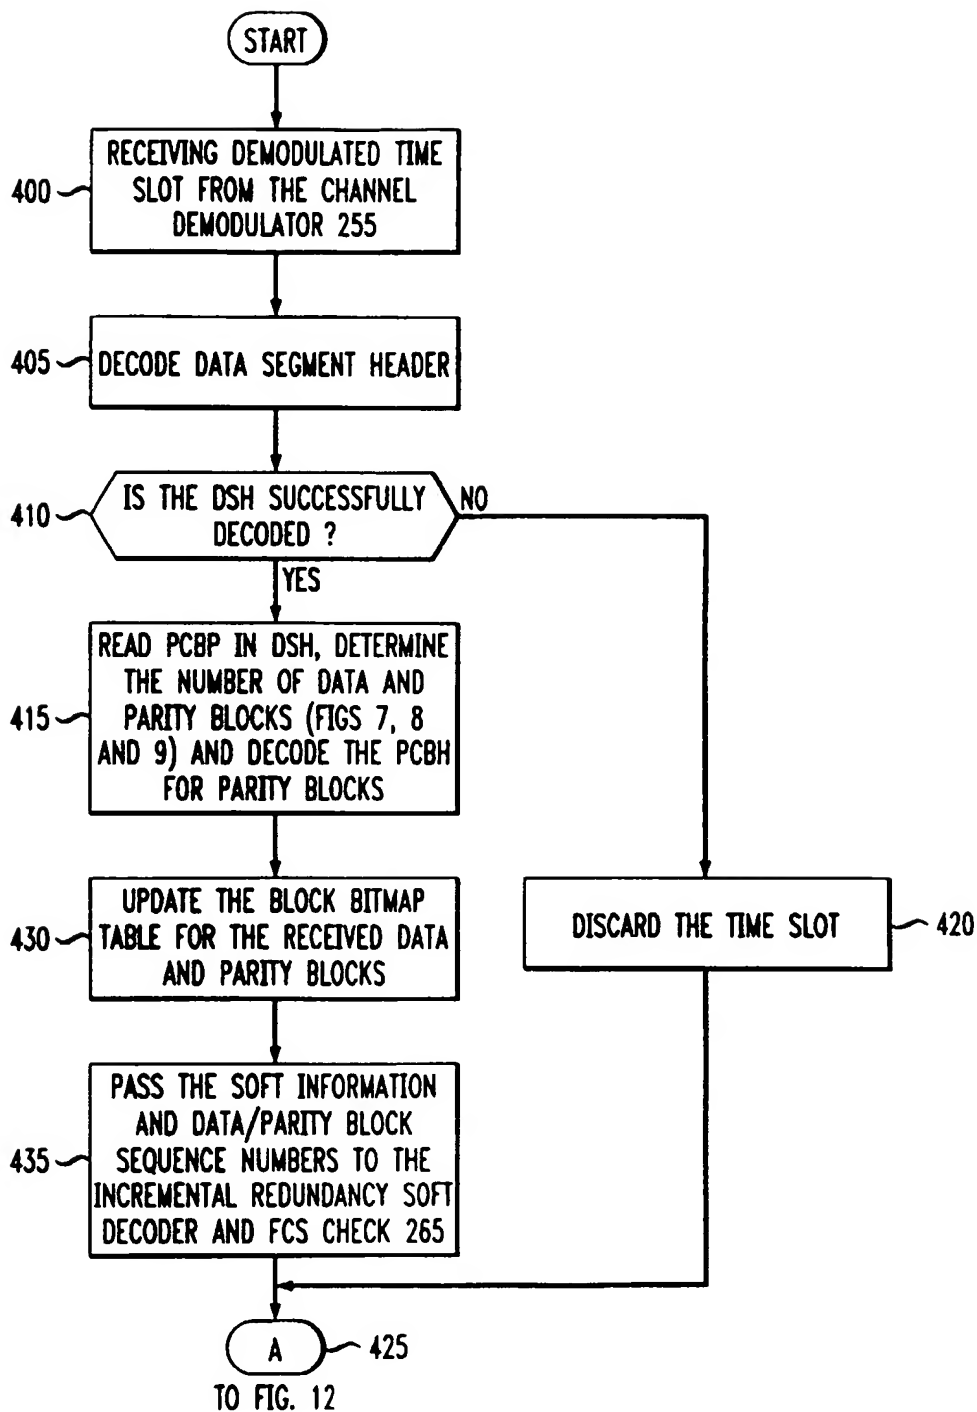 START
RECEIVING DEMODULATED TIME
SLOT FROM THE CHANNEL
DEMODULATOR 255
400
DECODE DATA SEGMENT HEADER
405
IS THE DSH SUCCESSFULLY
DECODED ?
410
NO
YES
READ PCBP IN DSH, DETERMINE
THE NUMBER OF DATA AND
PARITY BLOCKS (FIGS 7, 8
AND 9) AND DECODE THE PCBH
FOR PARITY BLOCKS
415
UPDATE THE BLOCK BITMAP
TABLE FOR THE RECEIVED DATA
AND PARITY BLOCKS
430
DISCARD THE TIME SLOT
420
PASS THE SOFT INFORMATION
AND DATA/PARITY BLOCK
SEQUENCE NUMBERS TO THE
INCREMENTAL REDUNDANCY SOFT
DECODER AND FCS CHECK 265
435
A
425
TO FIG. 12